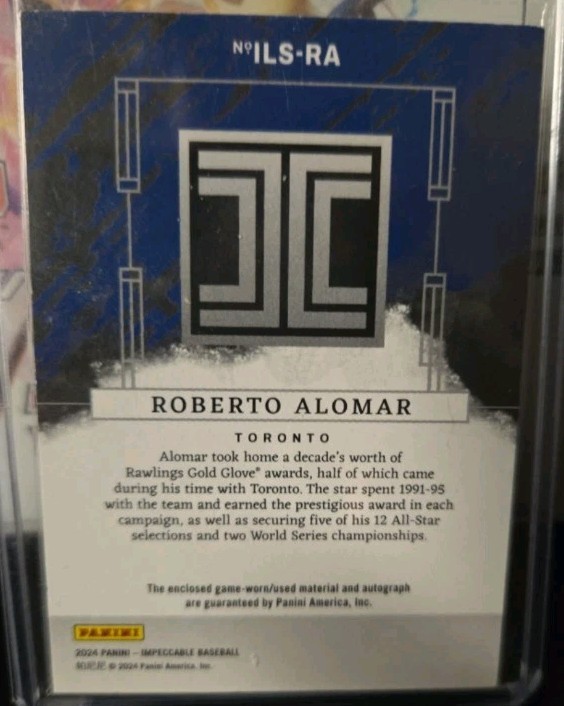 NºILS-RA
ROBERTO ALOMAR
TORONTO
Alomar took home a decade's worth of
Rawlings Gold Glove® awards, half of which came
during his time with Toronto. The star spent 1991-95
with the team and earned the prestigious award in each
campaign, as well as securing five of his 12 All-Star
selections and two World Series championships.
The enclosed game-worn/used material and autograph
are guaranteed by Panini America, Inc.
PANINI
2024 PANINI – IMPECCABLE BASEBALL
© 2024 Panini America, Inc.